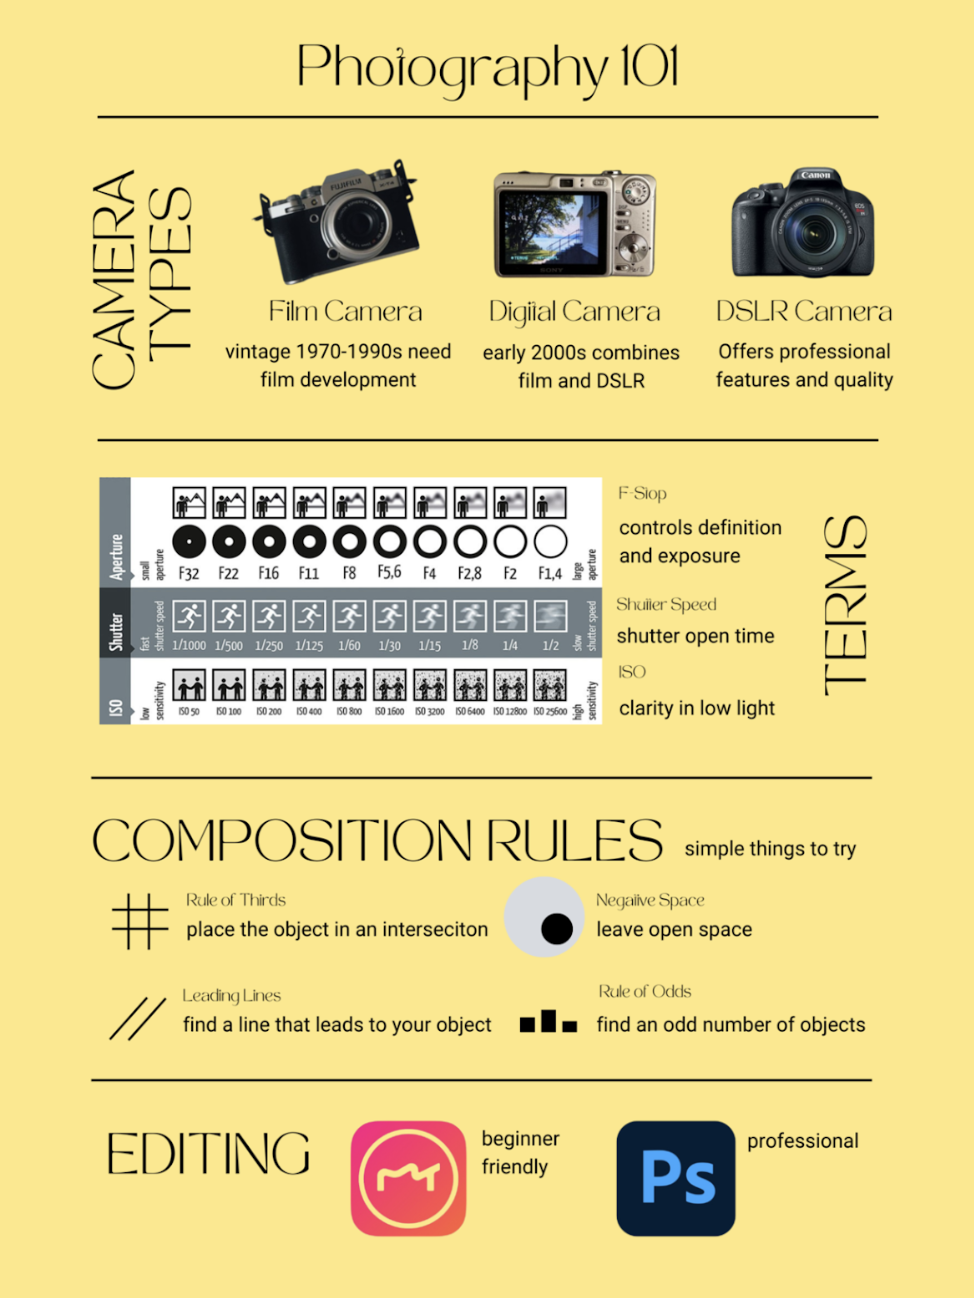 Photography 101
CAMERA
TYPES
FUJIFILM
SONY
Canon
EOS
Film Camera
Digital Camera
DSLR Camera
vintage 1970-1990s need
film development
early 2000s combines
film and DSLR
Offers professional
features and quality
Aperture
small
aperture
F32 F22 F16 F11 F8 F5,6 F4 F2,8 F2 F1,4
large
aperture
Shutter
fast
shutter speed
1/1000 1/500 1/250 1/125 1/60 1/30 1/15 1/8 1/4 1/2
slow
shutter speed
ISO
low
sensitivity
ISO 50 ISO 100 ISO 200 ISO 400 ISO 800 ISO 1600 ISO 3200 ISO 6400 ISO 12800 ISO 25600
high
sensitivity
F-Stop
controls definition
and exposure
Shutter Speed
shutter open time
ISO
clarity in low light
TERMS
COMPOSITION RULES
simple things to try
Rule of Thirds
place the object in an interseciton
Negative Space
leave open space
Leading Lines
find a line that leads to your object
Rule of Odds
find an odd number of objects
EDITING
beginner
friendly
Ps
professional